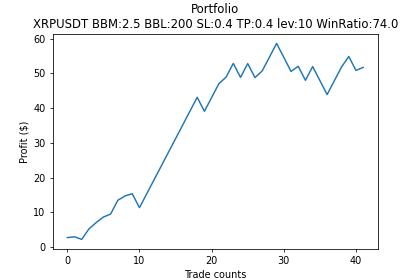 Portfolio
XRPUSDT BBM:2.5 BBL:200 SL:0.4 TP:0.4 lev:10 WinRatio:74.0
60
50
40
30
20
10
0
Profit ($)
0 10 20 30 40
Trade counts